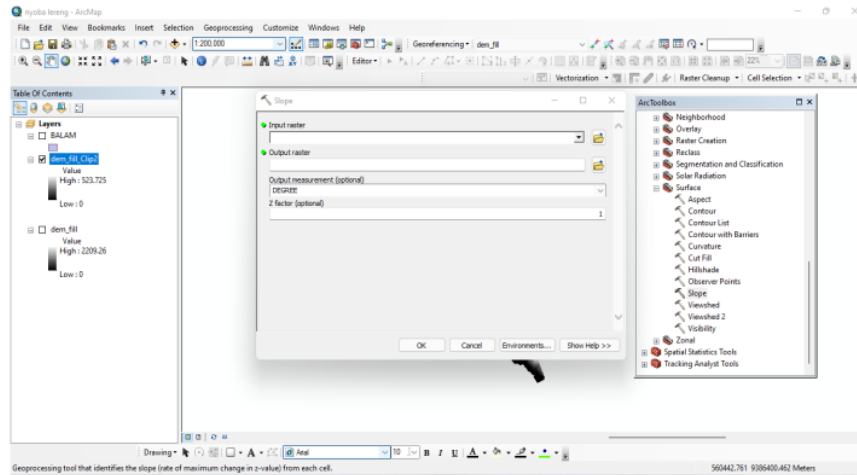 nyoba lereng - ArcMap
File Edit View Bookmarks Insert Selection Geoprocessing Customize Windows Help
1:200,000
Georeferencing dem_fill
Editor
22%
Vectorization
Raster Cleanup Cell Selection
Table Of Contents
Layers
BALAM
dem_fill_Clip2
Value
High : 523.725
Low : 0
dem_fill
Value
High : 2209.26
Low : 0
Slope
Input raster
Output raster
Output measurement (optional)
DEGREE
Z factor (optional)
1
OK Cancel Environments... Show Help >>
ArcToolbox
Neighborhood
Overlay
Raster Creation
Reclass
Segmentation and Classification
Solar Radiation
Surface
Aspect
Contour
Contour List
Contour with Barriers
Curvature
Cut Fill
Hillshade
Observer Points
Slope
Viewshed
Viewshed 2
Visibility
Zonal
Spatial Statistics Tools
Tracking Analyst Tools
Drawing A Arial 10 B I U A
Geoprocessing tool that identifies the slope (rate of maximum change in z-value) from each cell.
560442.761 9386400.462 Meters